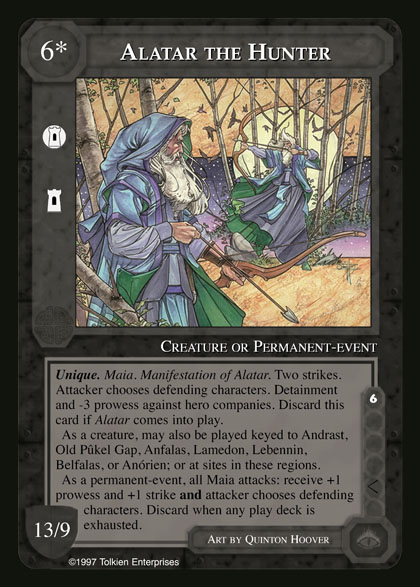 6*
ALATAR THE HUNTER
CREATURE OR PERMANENT-EVENT
Unique. Maia. Manifestation of Alatar. Two strikes.
Attacker chooses defending characters. Detainment
and -3 prowess against hero companies. Discard this
card if Alatar comes into play.
As a creature, may also be played keyed to Andrast,
Old Pûkel Gap, Anfalas, Lamedon, Lebennin,
Belfalas, or Anórien; or at sites in these regions.
As a permanent-event, all Maia attacks: receive +1
prowess and +1 strike and attacker chooses defending
characters. Discard when any play deck is
exhausted.
6
13/9
ART BY QUINTON HOOVER
©1997 Tolkien Enterprises